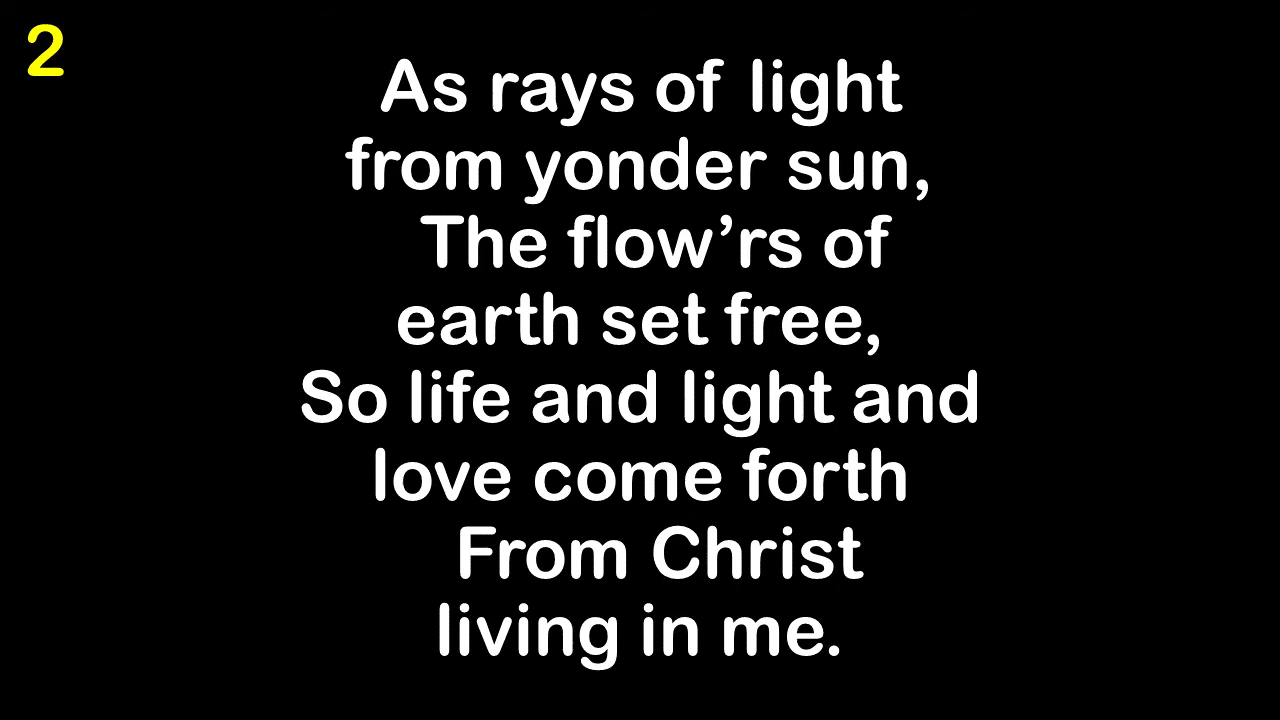 2
As rays of light
from yonder sun,
The flow’rs of
earth set free,
So life and light and
love come forth
From Christ
living in me.